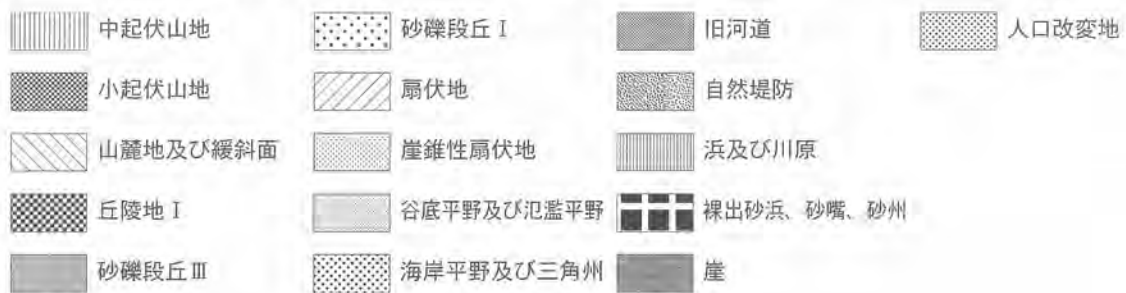 中起伏山地
砂礫段丘Ⅰ
旧河道
人口改変地
小起伏山地
扇伏地
自然堤防
山麓地及び緩斜面
崖錐性扇伏地
浜及び川原
丘陵地Ⅰ
谷底平野及び氾濫平野
裸出砂浜、砂嘴、砂州
砂礫段丘Ⅲ
海岸平野及び三角州
崖